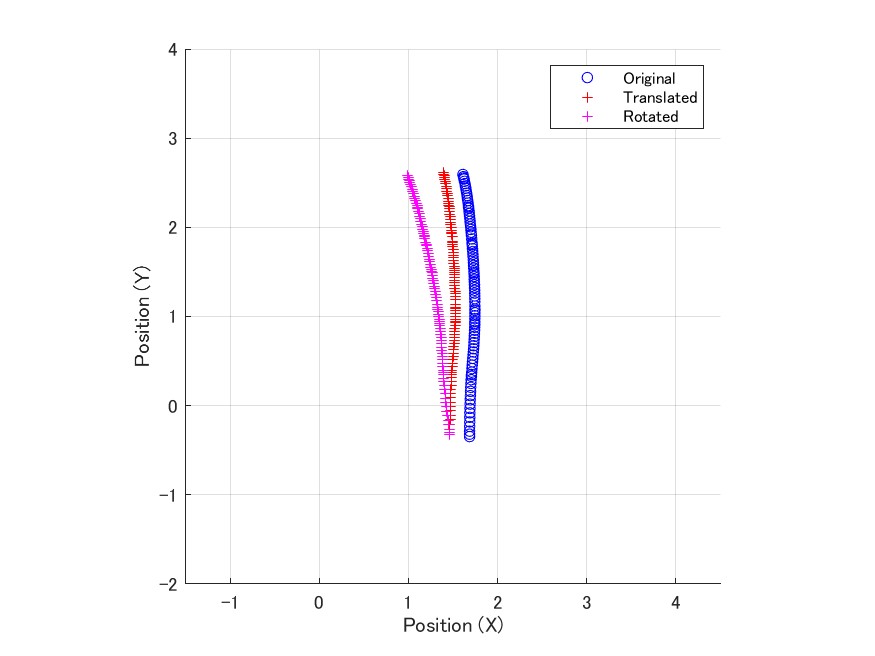 4
3
2
1
0
−1
−2
Position (Y)
Original
Translated
Rotated
−1 0 1 2 3 4
Position (X)